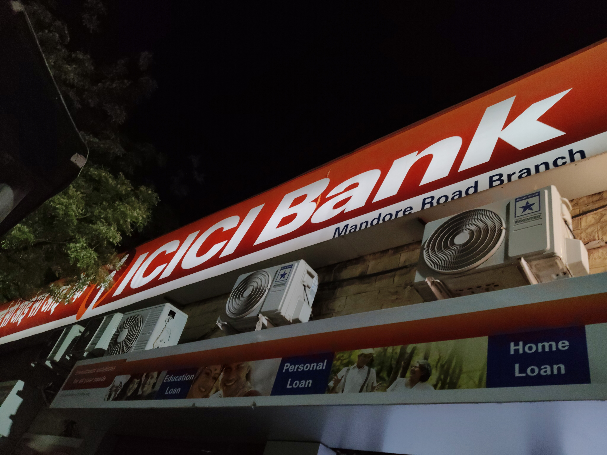 ICICI Bank
Mandore Road Branch
Education
Loan
Personal
Loan
Home
Loan